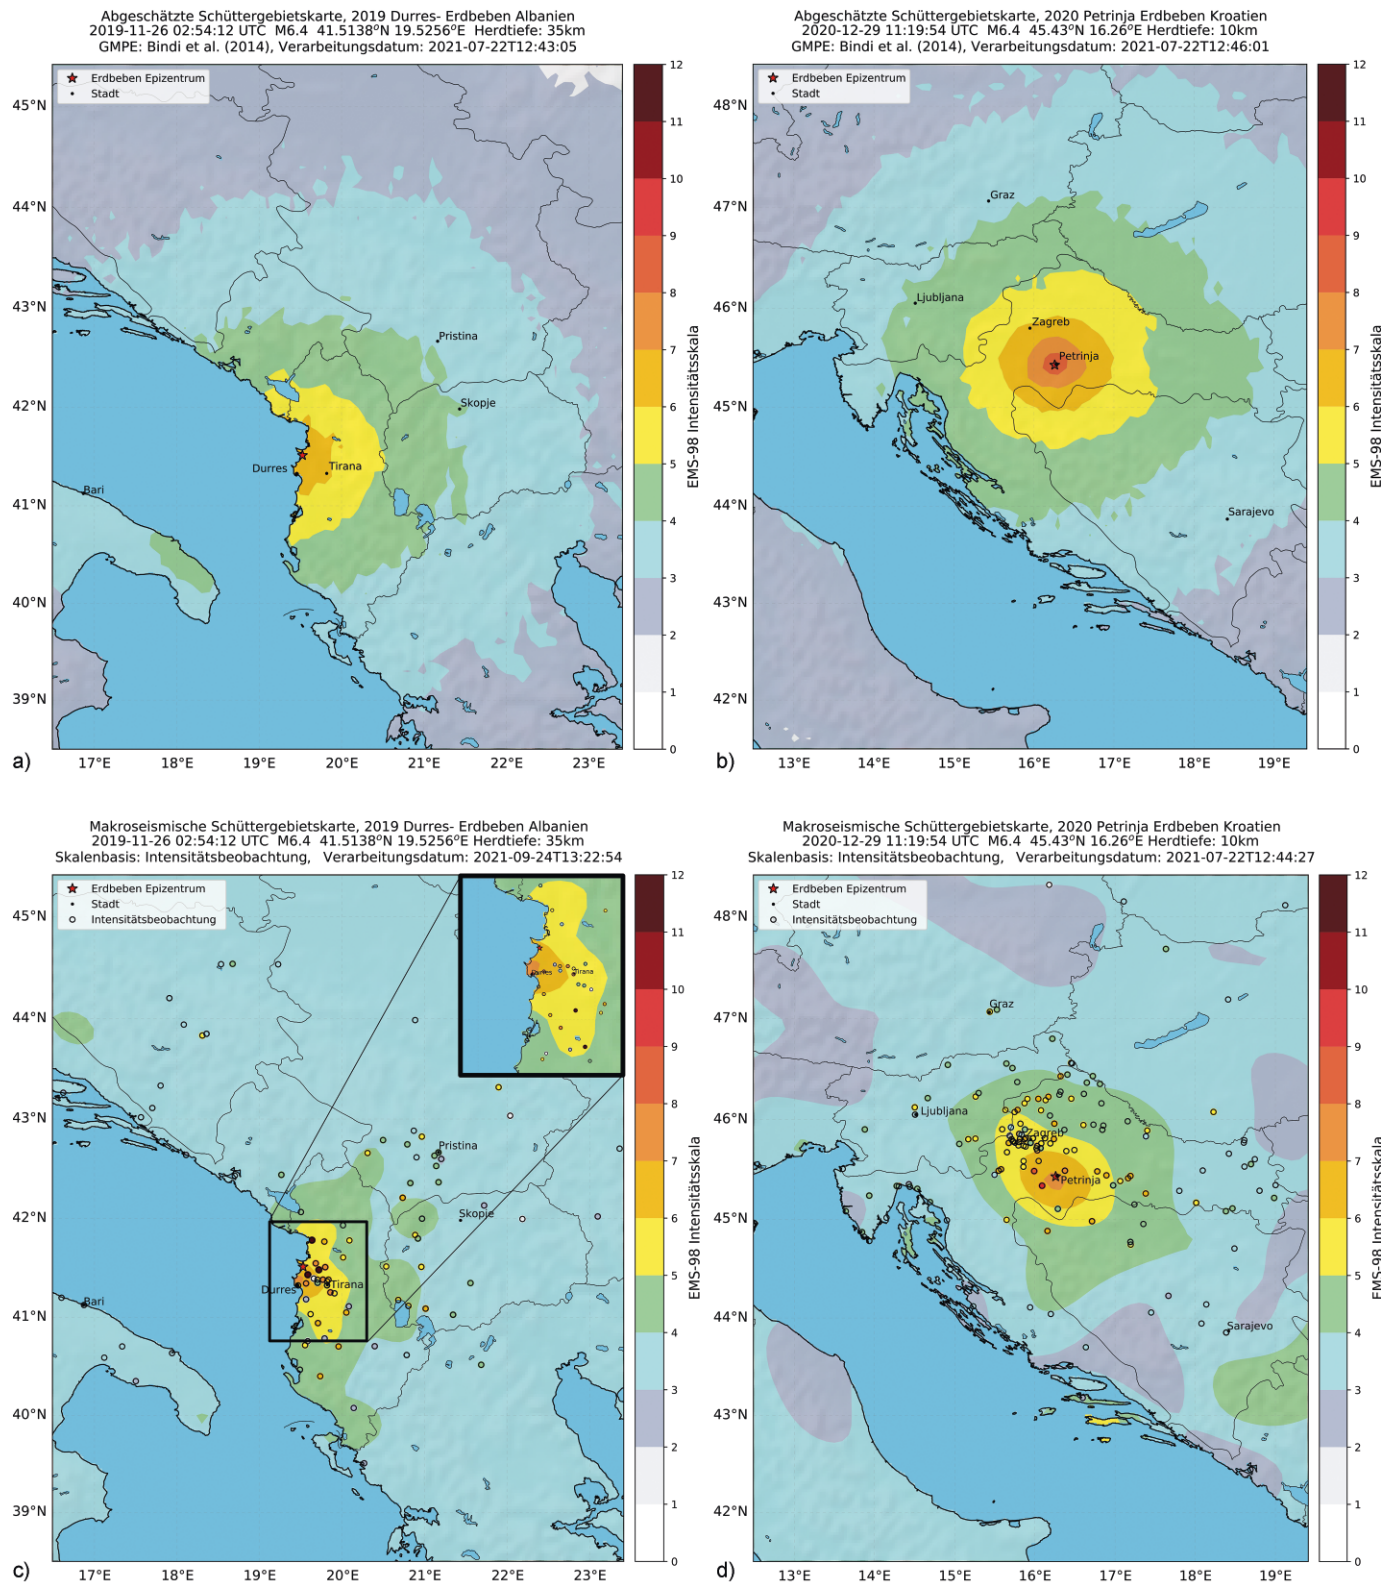 Abgeschätzte Schüttergebietskarte, 2019 Durres- Erdbeben Albanien
2019-11-26 02:54:12 UTC  M6.4  41.5138°N 19.5256°E  Herdtiefe: 35km
GMPE: Bindi et al. (2014), Verarbeitungsdatum: 2021-07-22T12:43:05
Erdbeben Epizentrum
Stadt
45°N
44°N
43°N
42°N
41°N
40°N
39°N
17°E
18°E
19°E
20°E
21°E
22°E
23°E
Pristina
Skopje
Durres
Tirana
Bari
12
11
10
9
8
7
6
5
4
3
2
1
0
EMS-98 Intensitätsskala
a)
Abgeschätzte Schüttergebietskarte, 2020 Petrinja Erdbeben Kroatien
2020-12-29 11:19:54 UTC  M6.4  45.43°N 16.26°E Herdtiefe: 10km
GMPE: Bindi et al. (2014), Verarbeitungsdatum: 2021-07-22T12:46:01
Erdbeben Epizentrum
Stadt
48°N
47°N
46°N
45°N
44°N
43°N
42°N
13°E
14°E
15°E
16°E
17°E
18°E
19°E
Graz
Ljubljana
Zagreb
Petrinja
Sarajevo
12
11
10
9
8
7
6
5
4
3
2
1
0
EMS-98 Intensitätsskala
b)
Makroseismische Schüttergebietskarte, 2019 Durres- Erdbeben Albanien
2019-11-26 02:54:12 UTC  M6.4  41.5138°N 19.5256°E Herdtiefe: 35km
Skalenbasis: Intensitätsbeobachtung,   Verarbeitungsdatum: 2021-09-24T13:22:54
Erdbeben Epizentrum
Stadt
Intensitätsbeobachtung
45°N
44°N
43°N
42°N
41°N
40°N
39°N
17°E
18°E
19°E
20°E
21°E
22°E
23°E
Durres
Tirana
Pristina
Skopje
Durres
Tirana
Bari
12
11
10
9
8
7
6
5
4
3
2
1
0
EMS-98 Intensitätsskala
c)
Makroseismische Schüttergebietskarte, 2020 Petrinja Erdbeben Kroatien
2020-12-29 11:19:54 UTC  M6.4  45.43°N 16.26°E Herdtiefe: 10km
Skalenbasis: Intensitätsbeobachtung,   Verarbeitungsdatum: 2021-07-22T12:44:27
Erdbeben Epizentrum
Stadt
Intensitätsbeobachtung
48°N
47°N
46°N
45°N
44°N
43°N
42°N
13°E
14°E
15°E
16°E
17°E
18°E
19°E
Graz
Ljubljana
Zagreb
Petrinja
Sarajevo
12
11
10
9
8
7
6
5
4
3
2
1
0
EMS-98 Intensitätsskala
d)